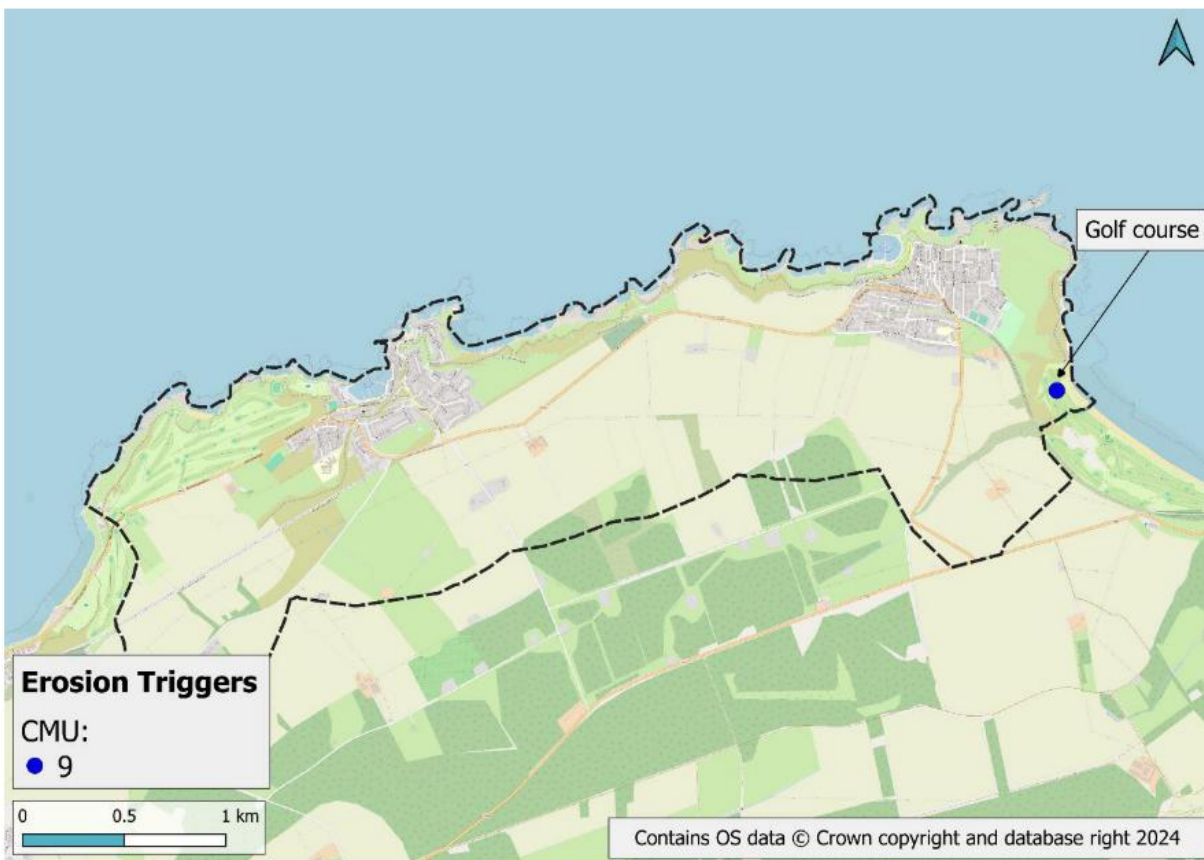 Golf course
Erosion Triggers
CMU:
9
0 0.5 1 km
Contains OS data © Crown copyright and database right 2024